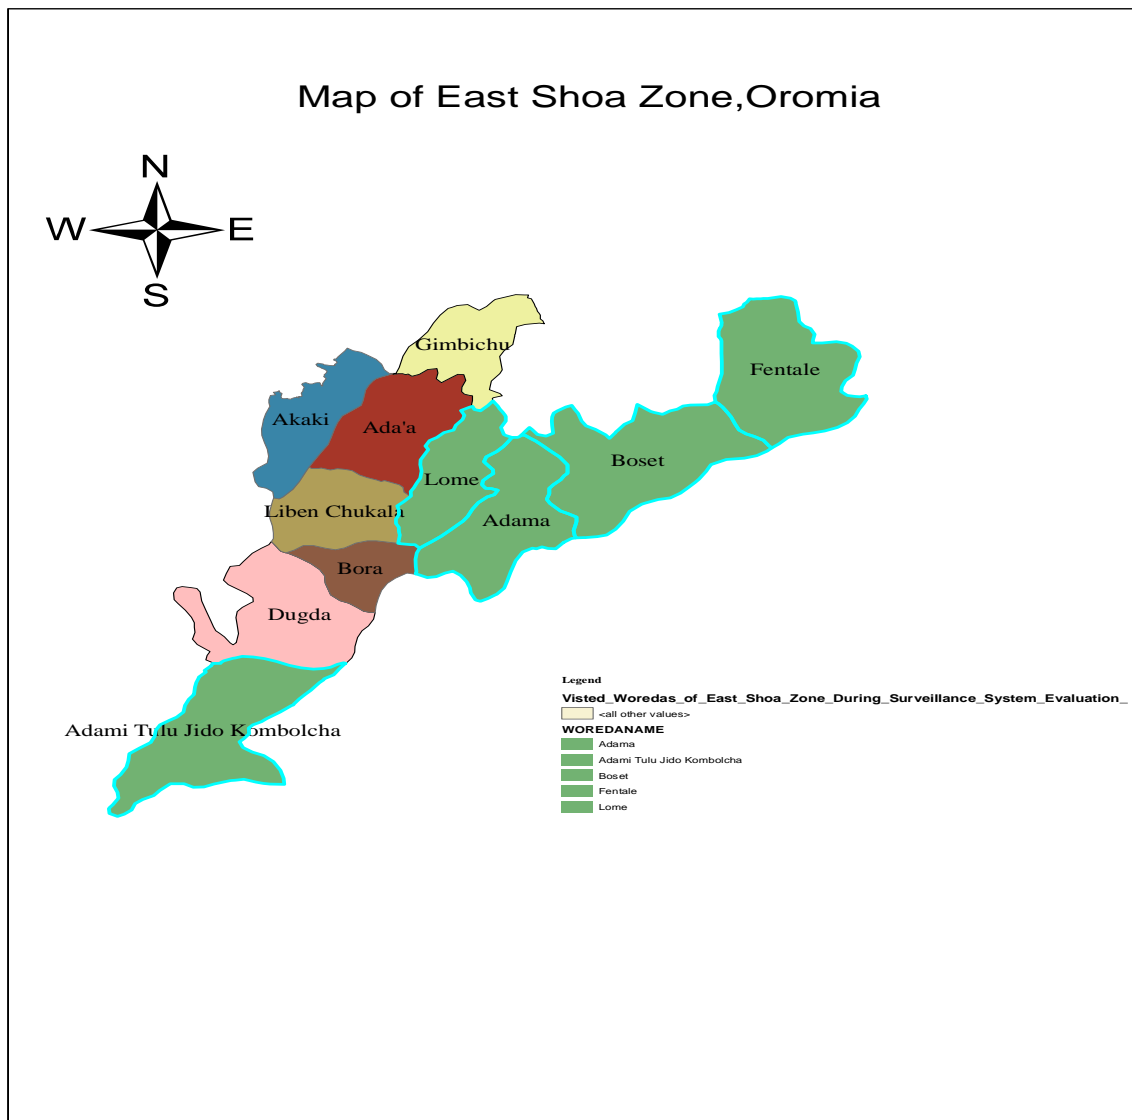 Map of East Shoa Zone,Oromia
N
W
E
S
Gimbichu
Fentale
Akaki
Ada'a
Boset
Lome
Liben Chukala
Adama
Bora
Dugda
Adami Tulu Jido Kombolcha
Legend
Visted_Woredas_of_East_Shoa_Zone_During_Surveillance_System_Evaluation_
<all other values>
WOREDANAME
Adama
Adami Tulu Jido Kombolcha
Boset
Fentale
Lome